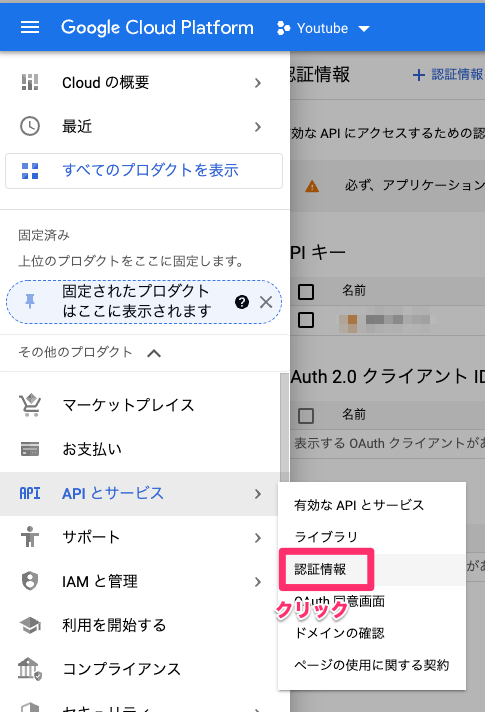 Google Cloud Platform
Youtube
Cloud の概要
最近
すべてのプロダクトを表示
固定済み
上位のプロダクトをここに固定します。
固定されたプロダクト
はここに表示されます
その他のプロダクト
マーケットプレイス
お支払い
API API とサービス
サポート
IAM と管理
利用を開始する
コンプライアンス
セキュリティ
認証情報
+ 認証情報
効な API にアクセスするための認
必ず、アプリケーション
PI キー
名前
Auth 2.0 クライアント ID
名前
表示する OAuth クライアントがあ
有効な API とサービス
ライブラリ
認証情報
クリック
OAuth 同意画面
ドメインの確認
ページの使用に関する契約
があ